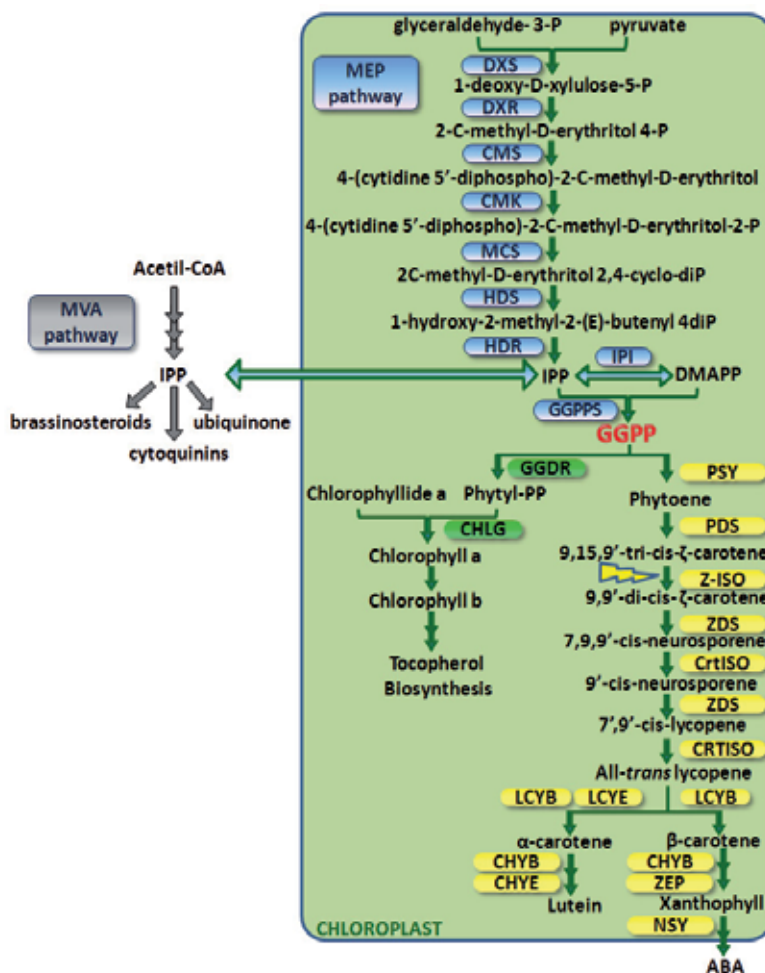 glyceraldehyde- 3-P pyruvate
MEP
pathway
DXS
1-deoxy-D-xylulose-5-P
DXR
2-C-methyl-D-erythritol 4-P
CMS
4-(cytidine 5′-diphospho)-2-C-methyl-D-erythritol
CMK
4-(cytidine 5′-diphospho)-2-C-methyl-D-erythritol-2-P
MCS
2C-methyl-D-erythritol 2,4-cyclo-diP
HDS
1-hydroxy-2-methyl-2-(E)-butenyl 4diP
HDR
Acetil-CoA
MVA
pathway
IPP
brassinosteroids
ubiquinone
cytoquinins
IPP
IPI
DMAPP
GGPPS
GGPP
GGDR
Chlorophyllide a
Phytyl-PP
CHLG
Chlorophyll a
Chlorophyll b
Tocopherol
Biosynthesis
PSY
Phytoene
PDS
9,15,9′-tri-cis-ζ-carotene
Z-ISO
9,9′-di-cis-ζ-carotene
ZDS
7,9,9′-cis-neurosporene
CrtISO
9′-cis-neurosporene
ZDS
7′,9′-cis-lycopene
CRTISO
All-trans lycopene
LCYB
LCYE
LCYB
α-carotene
β-carotene
CHYB
CHYE
CHYB
ZEP
Lutein
Xanthophyll
NSY
CHLOROPLAST
ABA